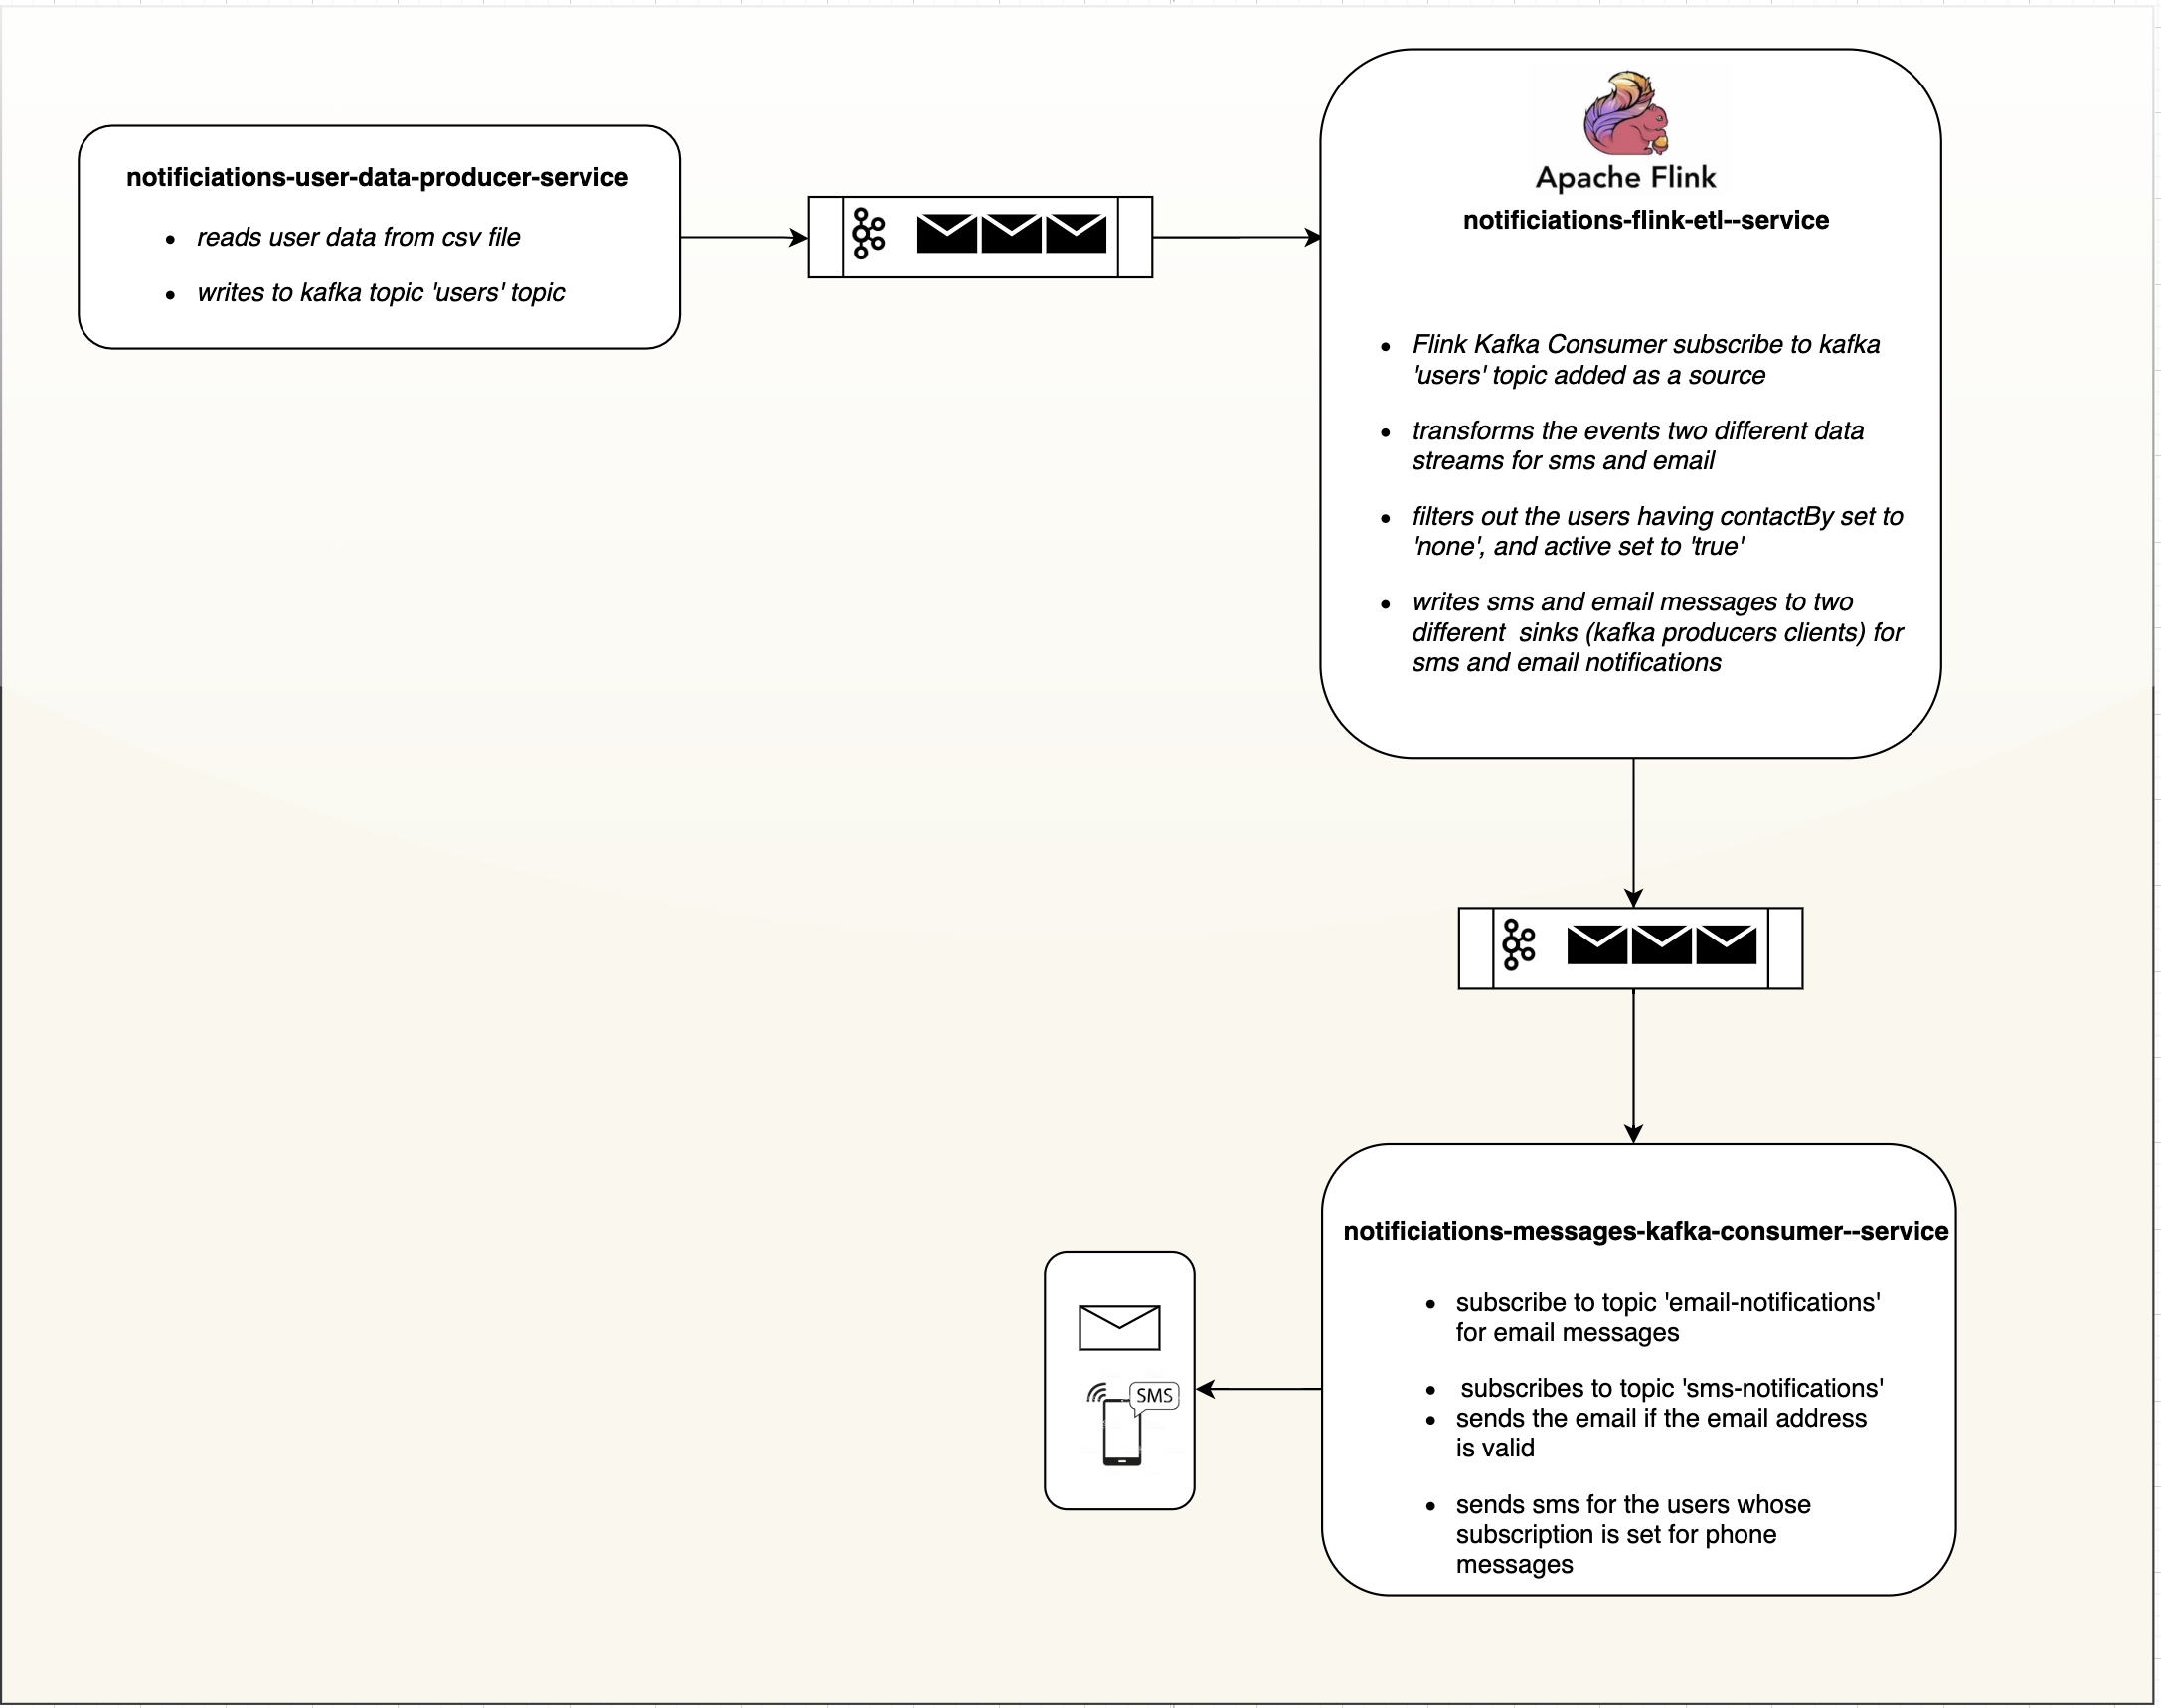 notificiations-user-data-producer-service
reads user data from csv file
writes to kafka topic 'users' topic
Apache Flink
notificiations-flink-etl--service
Flink Kafka Consumer subscribe to kafka
'users' topic added as a source
transforms the events two different data
streams for sms and email
filters out the users having contactBy set to
'none', and active set to 'true'
writes sms and email messages to two
different  sinks (kafka producers clients) for
sms and email notifications
notificiations-messages-kafka-consumer--service
subscribe to topic 'email-notifications'
for email messages
subscribes to topic 'sms-notifications'
sends the email if the email address
is valid
sends sms for the users whose
subscription is set for phone
messages
SMS